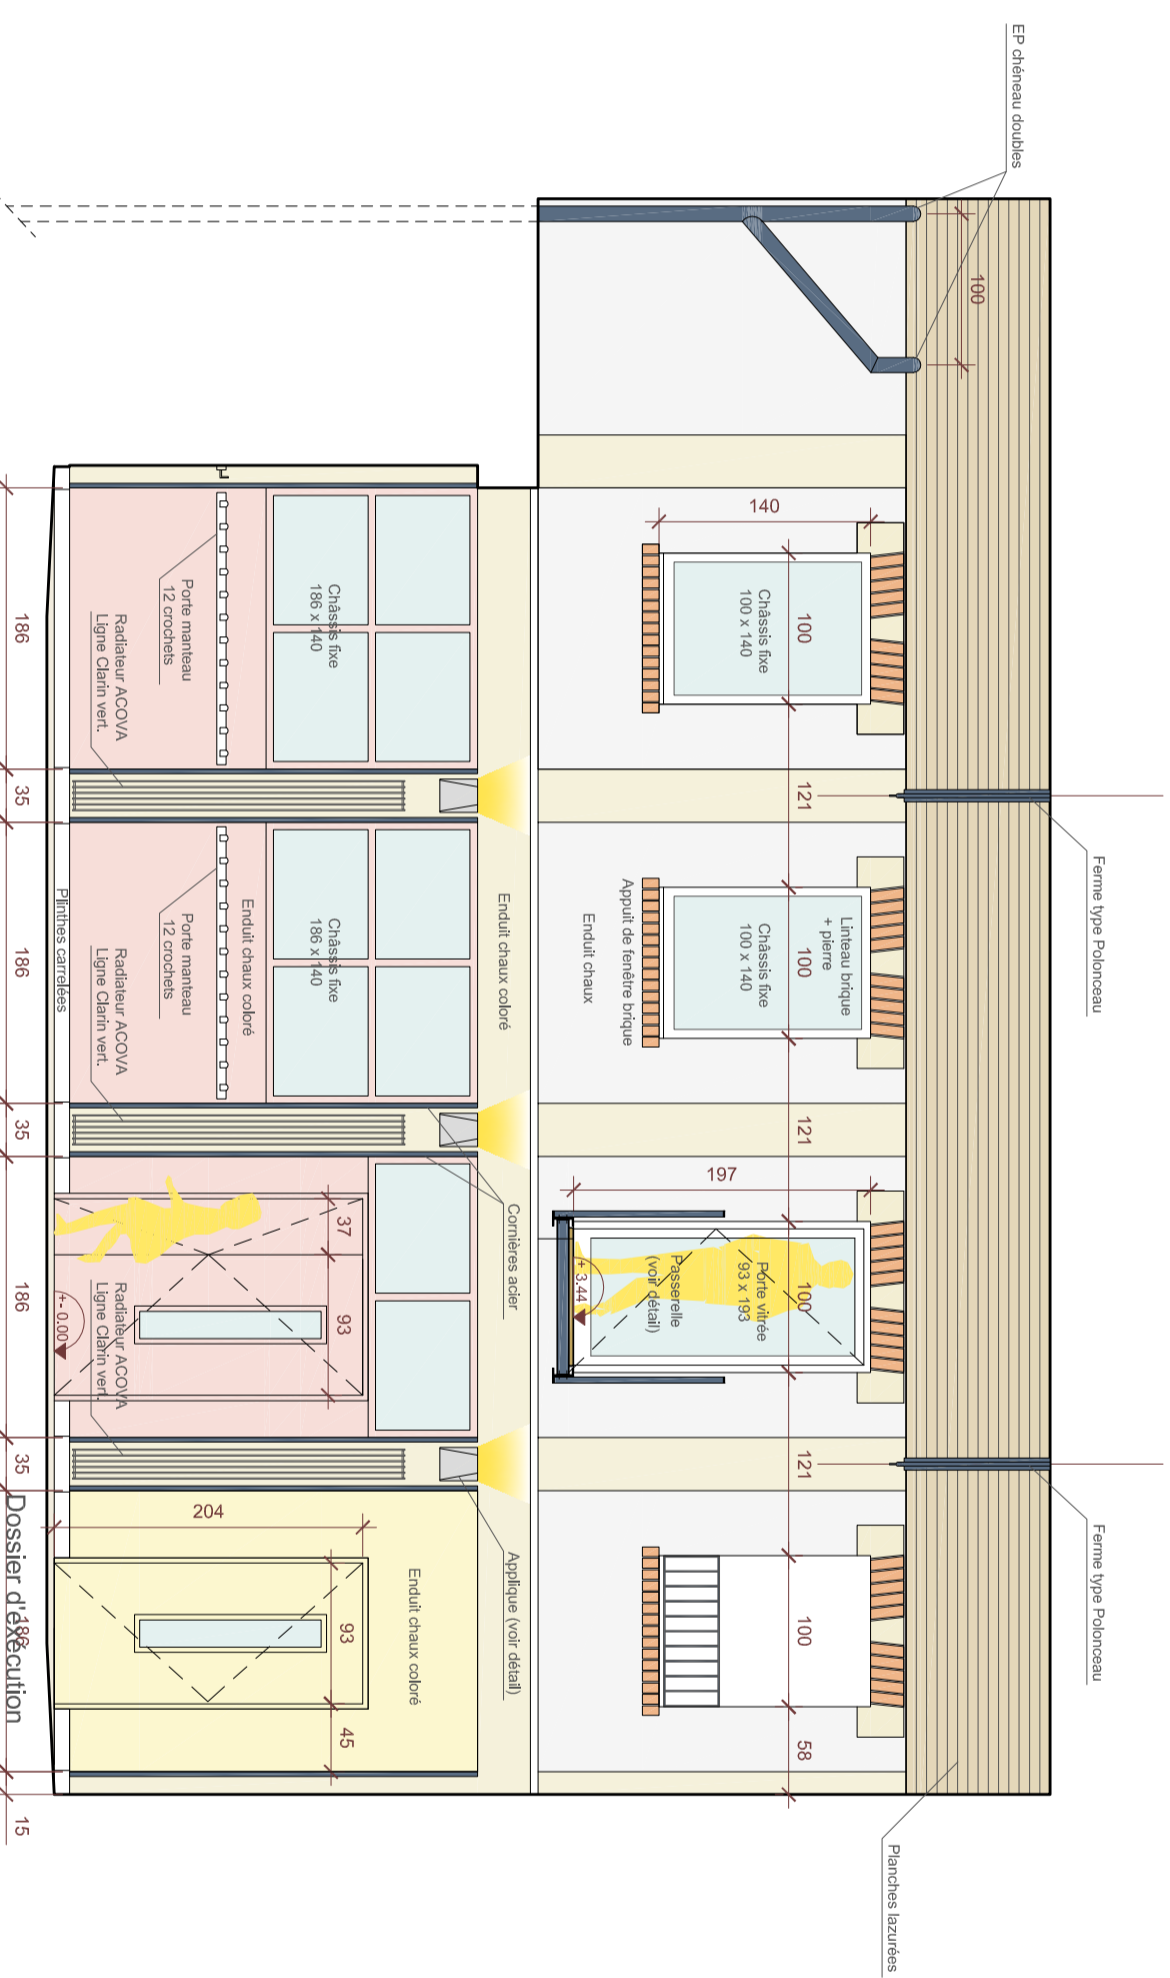 EP chéneau doubles
100
Ferme type Polonceau
Ferme type Polonceau
Planches lazurées
140
100
121
100
121
100
121
100
58
Châssis fixe
100 x 140
Linteau brique
+ pierre
Châssis fixe
100 x 140
197
Porte vitrée
93 x 193
Passerelle
(voir détail)
+ 3.44
Appuit de fenêtre brique
Enduit chaux
Enduit chaux coloré
Cornières acier
Applique (voir détail)
Châssis fixe
186 x 140
Châssis fixe
186 x 140
Enduit chaux coloré
Enduit chaux coloré
37
93
204
93
45
Porte manteau
12 crochets
Porte manteau
12 crochets
Radiateur ACOVA
Ligne Clarin vert.
Radiateur ACOVA
Ligne Clarin vert.
Radiateur ACOVA
Ligne Clarin vert.
+- 0.00
Plinthes carrelées
186
35
186
35
186
35
186
15
Dossier d'exécution